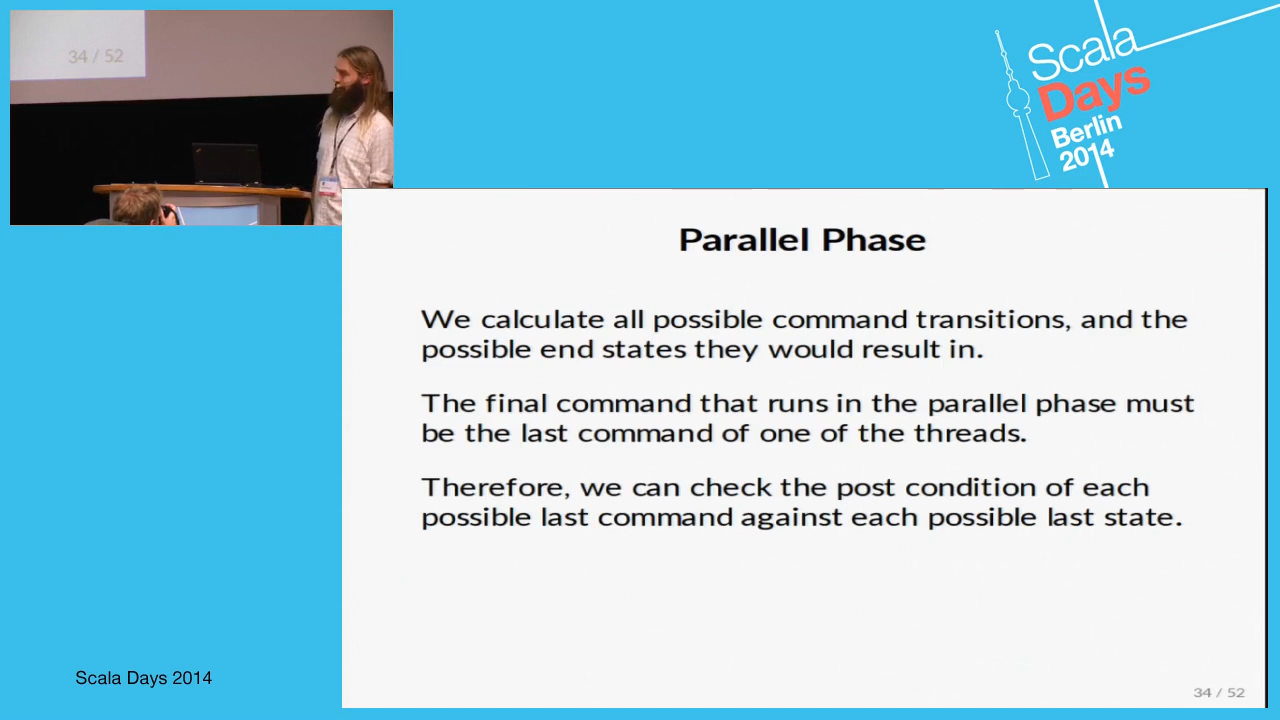 34 / 52
Scala
Days
Berlin
2014
Parallel Phase
We calculate all possible command transitions, and the
possible end states they would result in.
The final command that runs in the parallel phase must
be the last command of one of the threads.
Therefore, we can check the post condition of each
possible last command against each possible last state.
Scala Days 2014
34 / 52